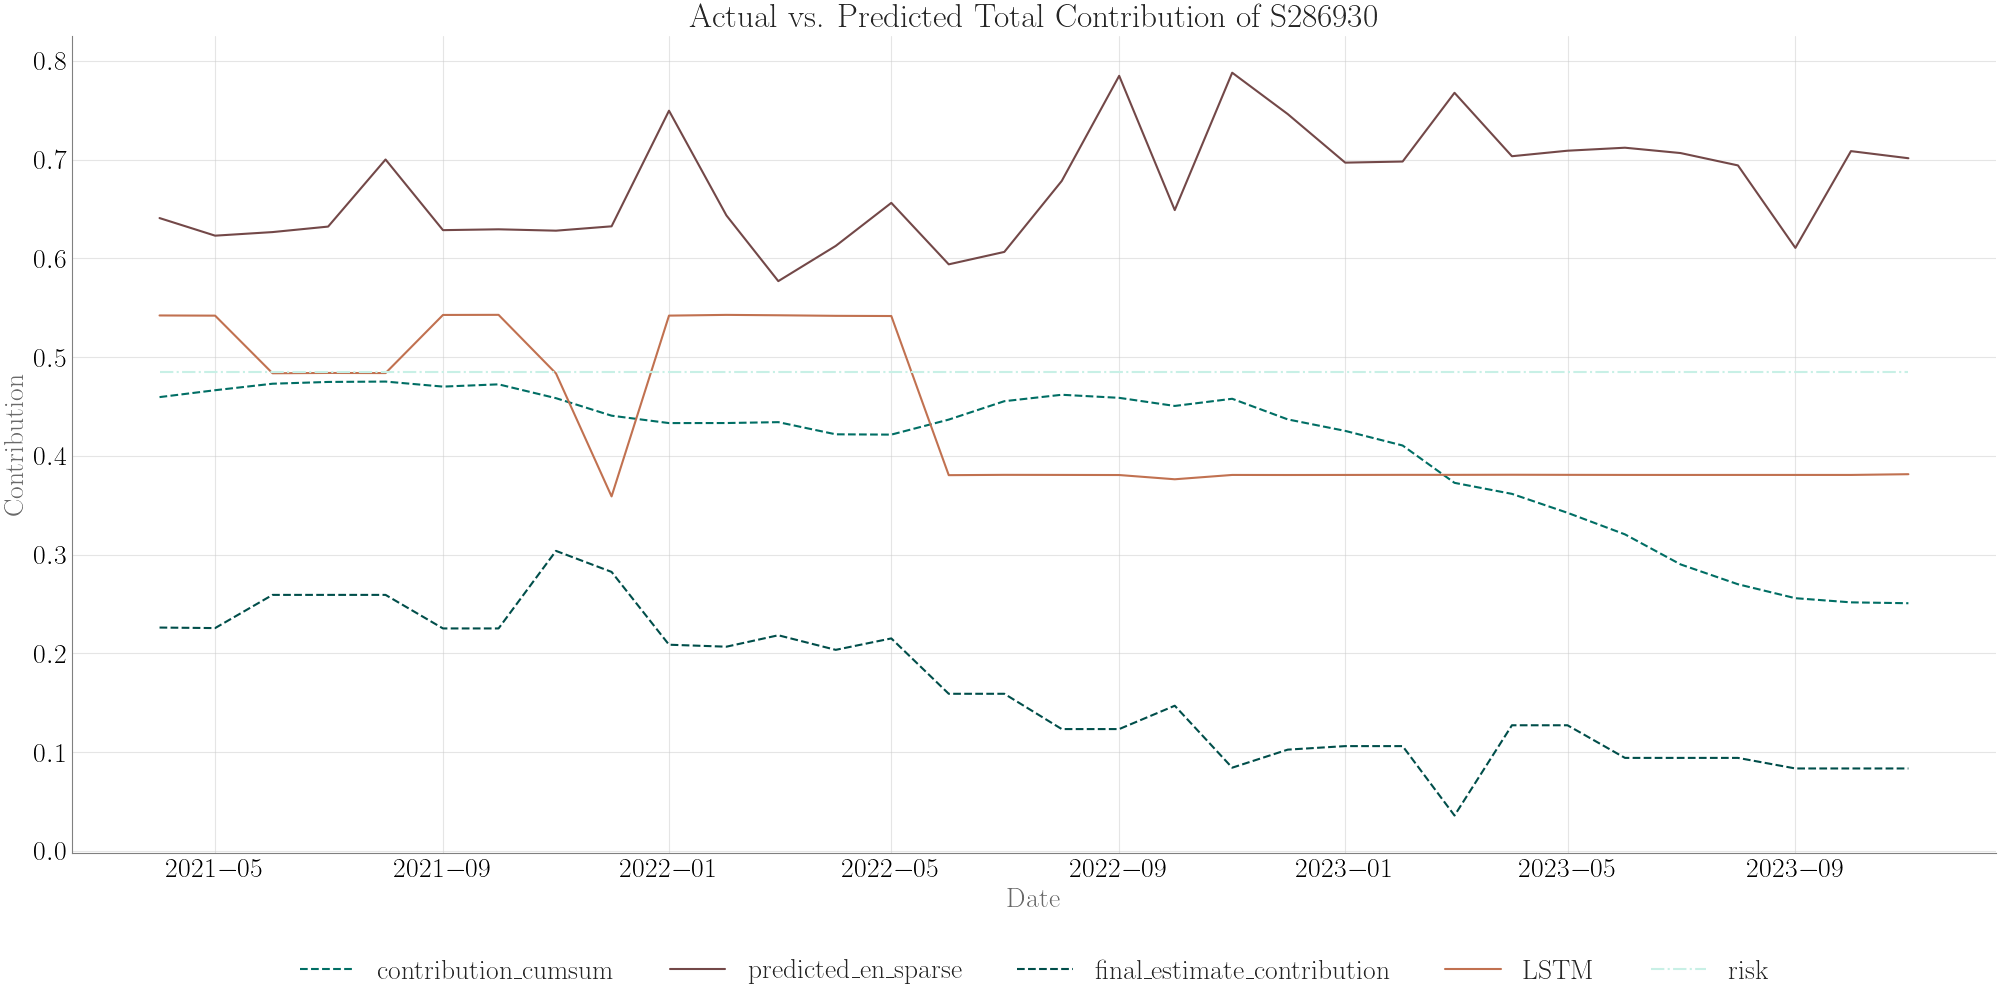 Actual vs. Predicted Total Contribution of S286930
Contribution
0.8
0.7
0.6
0.5
0.4
0.3
0.2
0.1
0.0
2021−05 2021−09 2022−01 2022−05 2022−09 2023−01 2023−05 2023−09
Date
contribution_cumsum predicted_en_sparse final_estimate_contribution LSTM risk